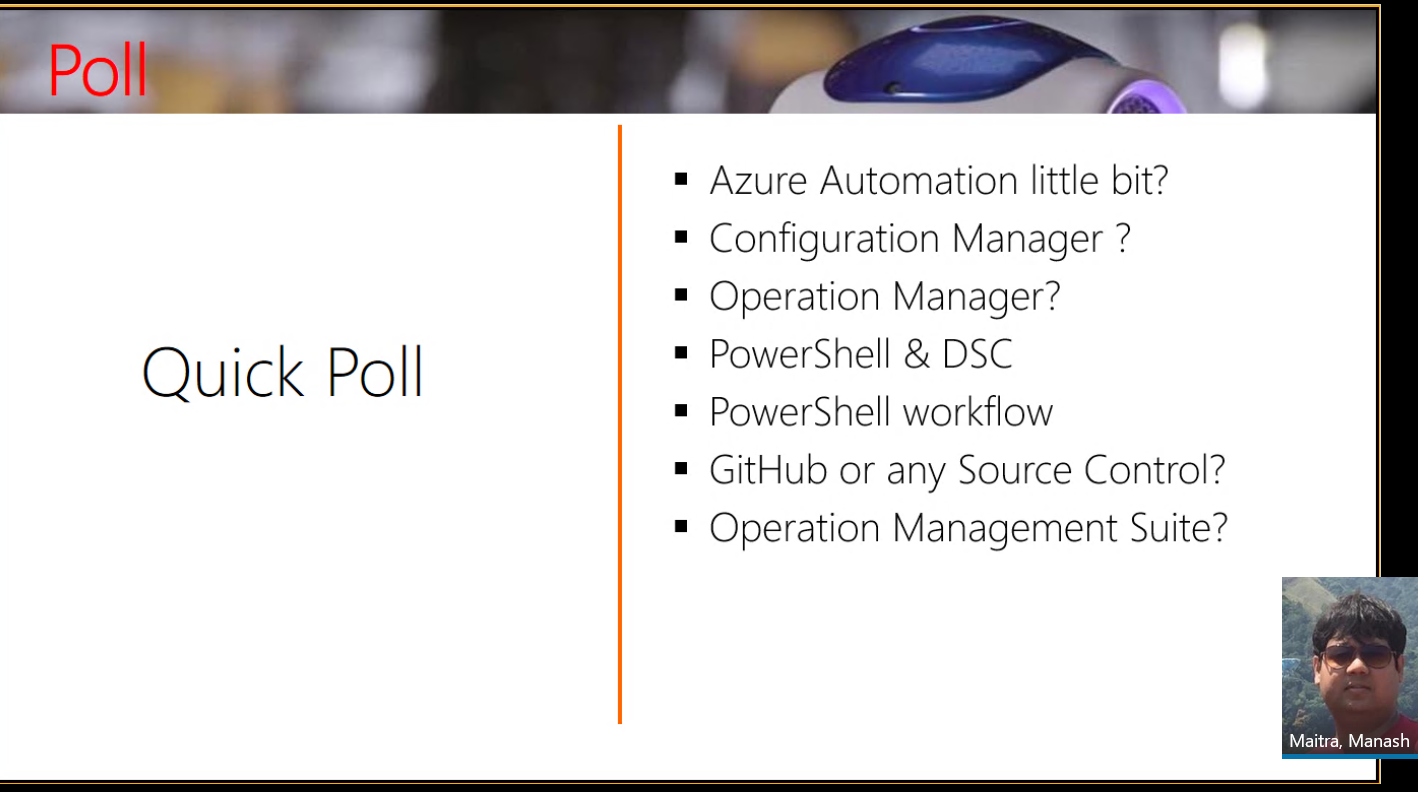 Poll
Quick Poll
Azure Automation little bit?
Configuration Manager ?
Operation Manager?
PowerShell & DSC
PowerShell workflow
GitHub or any Source Control?
Operation Management Suite?
Maitra, Manash